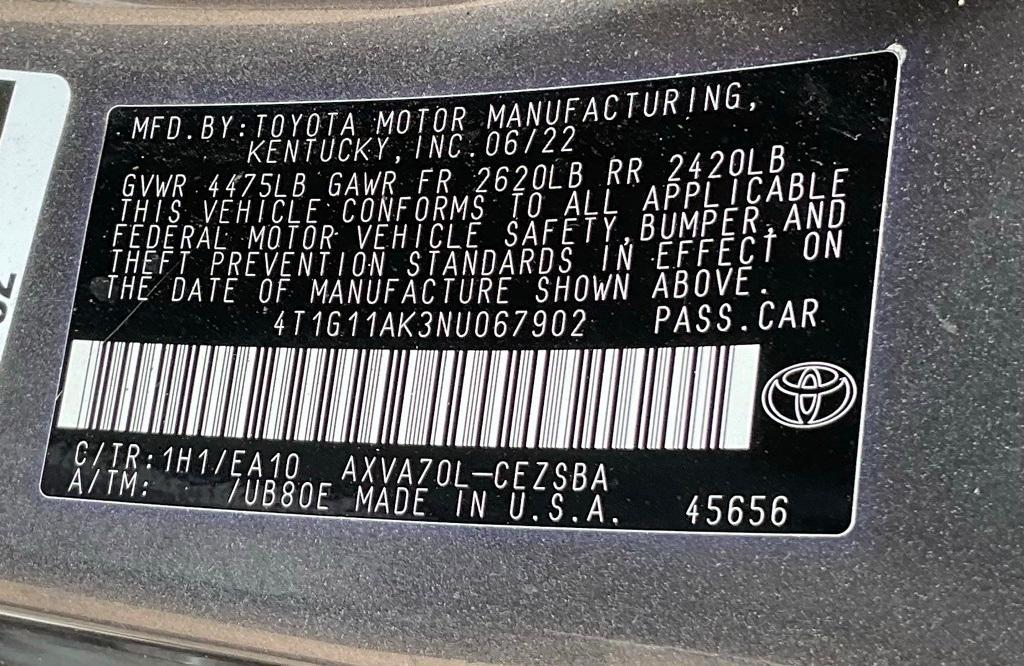 MFD.BY:TOYOTA MOTOR MANUFACTURING,
KENTUCKY,INC.06/22
GVWR 4475LB GAWR FR 2620LB RR 2420LB
THIS VEHICLE CONFORMS TO ALL APPLICABLE
FEDERAL MOTOR VEHICLE SAFETY,BUMPER,AND
THEFT PREVENTION STANDARDS IN EFFECT ON
THE DATE OF MANUFACTURE SHOWN ABOVE.
4T1G11AK3NU067902 PASS.CAR
C/TR:1H1/EA10 AXVA70L-CEZSBA
A/TM: /UB80E MADE IN U.S.A. 45656